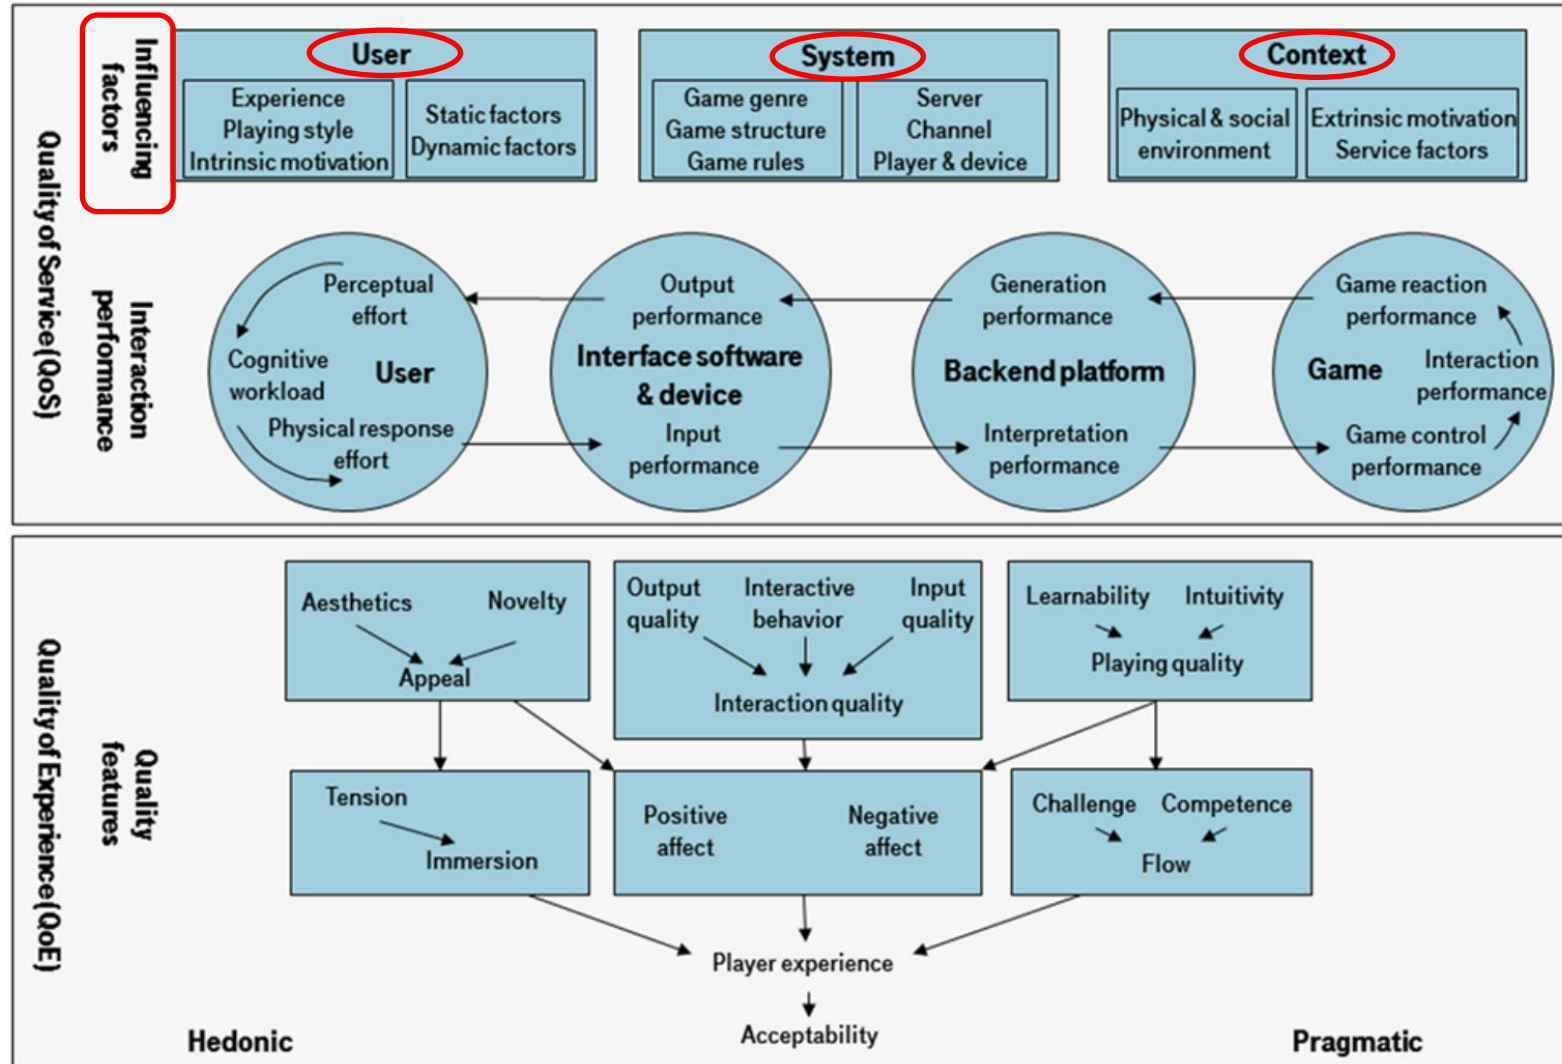 Quality of Service(QoS)
Influencing
factors
User
Experience
Playing style
Intrinsic motivation
Static factors
Dynamic factors
System
Game genre
Game structure
Game rules
Server
Channel
Player & device
Context
Physical & social
environment
Extrinsic motivation
Service factors
Interaction
performance
Perceptual
effort
Cognitive
workload
User
Physical response
effort
Output
performance
Interface software
& device
Input
performance
Generation
performance
Backend platform
Interpretation
performance
Game reaction
performance
Game
Interaction
performance
Game control
performance
Quality of Experience(QoE)
Quality
features
Aesthetics
Novelty
Appeal
Output
quality
Interactive
behavior
Input
quality
Interaction quality
Learnability
Intuitivity
Playing quality
Tension
Immersion
Positive
affect
Negative
affect
Challenge
Competence
Flow
Player experience
Acceptability
Hedonic
Pragmatic